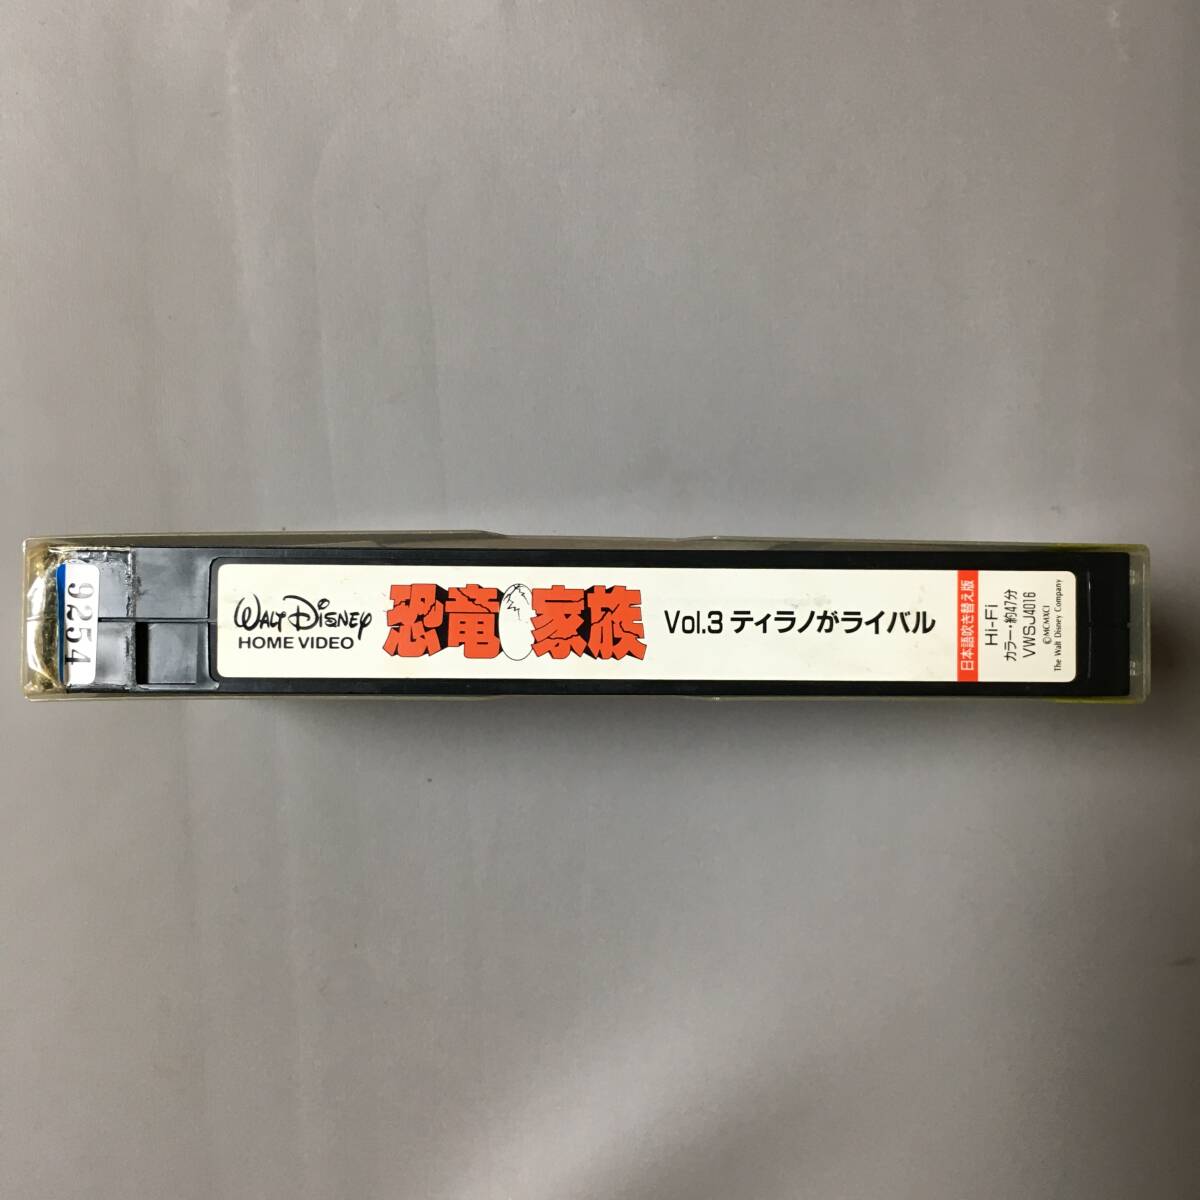 92254
WALT DISNEY
HOME VIDEO
恐竜家族
Vol.3 ティラノがライバル
日本語吹き替え版
Hi-Fi
カラー・約47分
VWSJ4016
©MCMXCI
The Walt Disney Company